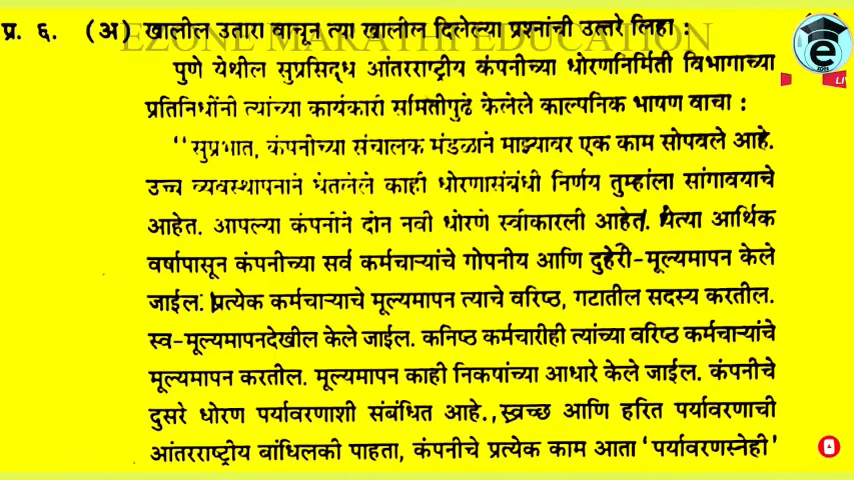 EZONE MARATHI EDUCATION
प्र. ६. (अ) खालील उतारा वाचून त्या खालील दिलेल्या प्रश्नांची उत्तरे लिहा :
पुणे येथील सुप्रसिद्ध आंतरराष्ट्रीय कंपनीच्या धोरणनिर्मिती विभागाच्या
प्रतिनिधींनी त्यांच्या कार्यकारी समितीपुढे केलेले काल्पनिक भाषण वाचा :
''सुप्रभात, कंपनीच्या संचालक मंडळाने माझ्यावर एक काम सोपवले आहे.
उच्च व्यवस्थापनाने घेतलेले काही धोरणासंबंधी निर्णय तुम्हांला सांगावयाचे
आहेत. आपल्या कंपनीने दोन नवी धोरणे स्वीकारली आहेत. येत्या आर्थिक
वर्षापासून कंपनीच्या सर्व कर्मचाऱ्यांचे गोपनीय आणि दुहेरी-मूल्यमापन केले
जाईल. प्रत्येक कर्मचाऱ्याचे मूल्यमापन त्याचे वरिष्ठ, गटातील सदस्य करतील.
स्व-मूल्यमापनदेखील केले जाईल. कनिष्ठ कर्मचारीही त्यांच्या वरिष्ठ कर्मचाऱ्यांचे
मूल्यमापन करतील. मूल्यमापन काही निकषांच्या आधारे केले जाईल. कंपनीचे
दुसरे धोरण पर्यावरणाशी संबंधित आहे., स्वच्छ आणि हरित पर्यावरणाची
आंतरराष्ट्रीय बांधिलकी पाहता, कंपनीचे प्रत्येक काम आता 'पर्यावरणस्नेही'
e
LIV